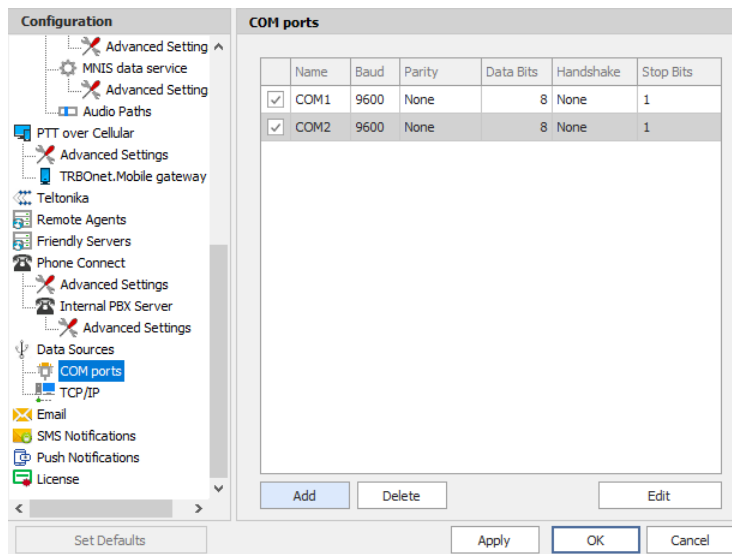 Configuration
Advanced Setting
MNIS data service
Advanced Setting
Audio Paths
PTT over Cellular
Advanced Settings
TRBOnet.Mobile gateway
Teltonika
Remote Agents
Friendly Servers
Phone Connect
Advanced Settings
Internal PBX Server
Advanced Settings
Data Sources
COM ports
TCP/IP
Email
SMS Notifications
Push Notifications
License
Set Defaults
COM ports
Name Baud Parity Data Bits Handshake Stop Bits
COM1 9600 None 8 None 1
COM2 9600 None 8 None 1
Add Delete Edit
Apply OK Cancel